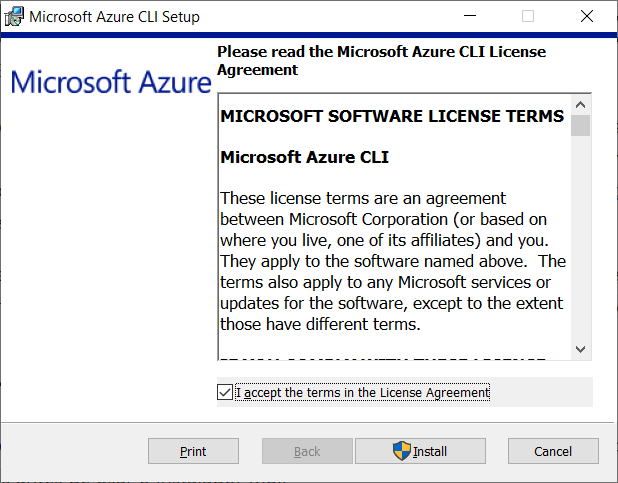 Microsoft Azure CLI Setup
Please read the Microsoft Azure CLI License
Agreement
Microsoft Azure
MICROSOFT SOFTWARE LICENSE TERMS
Microsoft Azure CLI
These license terms are an agreement
between Microsoft Corporation (or based on
where you live, one of its affiliates) and you.
They apply to the software named above.  The
terms also apply to any Microsoft services or
updates for the software, except to the extent
those have different terms.
I accept the terms in the License Agreement
Print
Back
Install
Cancel